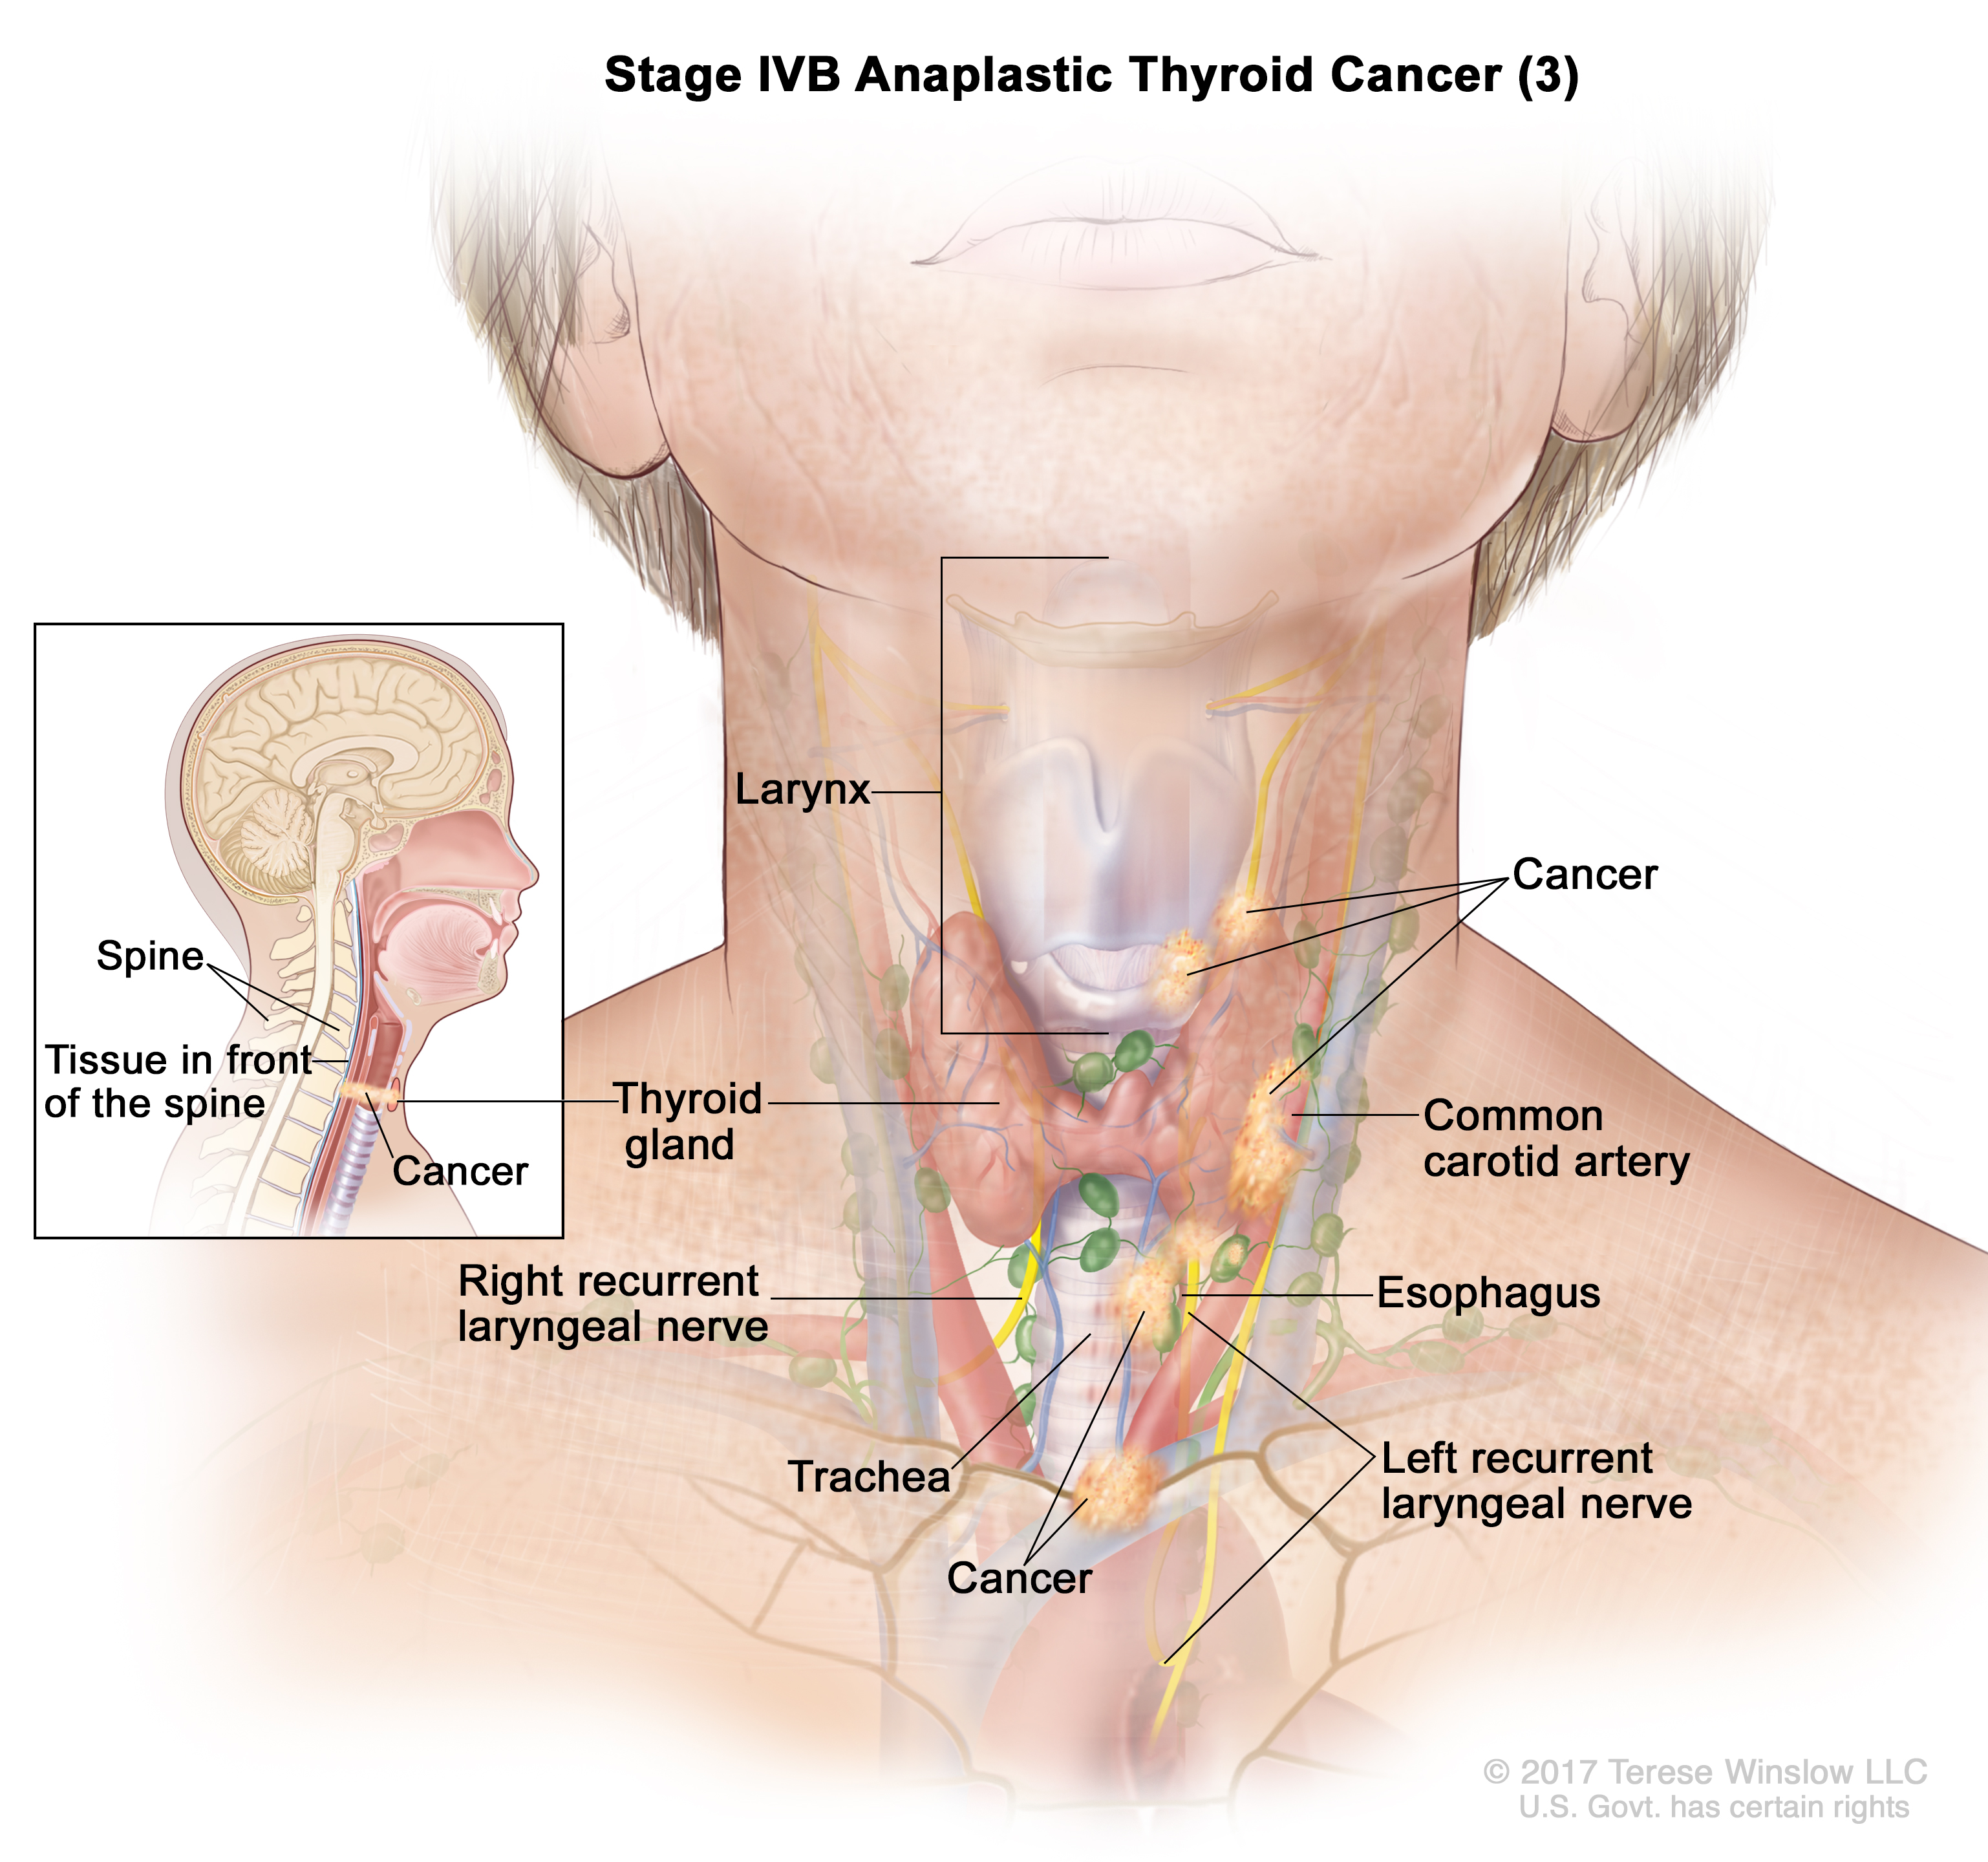 Stage IVB Anaplastic Thyroid Cancer (3)
Larynx
Cancer
Spine
Tissue in front
of the spine
Cancer
Thyroid
gland
Common
carotid artery
Right recurrent
laryngeal nerve
Esophagus
Trachea
Left recurrent
laryngeal nerve
Cancer
© 2017 Terese Winslow LLC
U.S. Govt. has certain rights